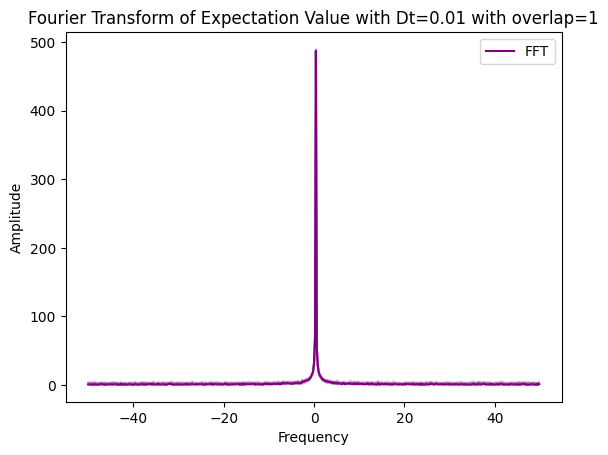 Fourier Transform of Expectation Value with Dt=0.01 with overlap=1
500
400
300
200
100
0
Amplitude
FFT
−40 −20 0 20 40
Frequency